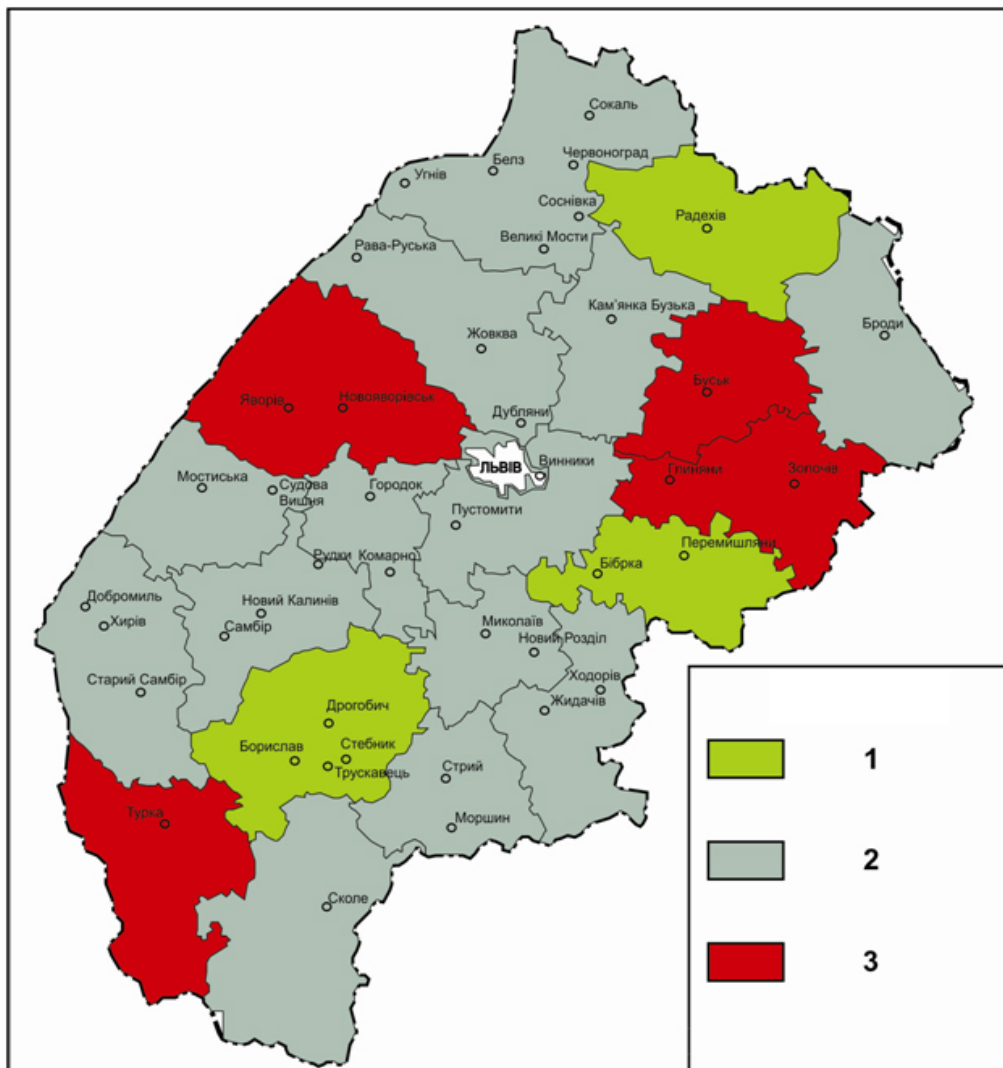 Сокаль
Червоноград
Белз
Угнів
Соснівка
Радехів
Великі Мости
Рава-Руська
Кам'янка Бузька
Броди
Жовква
Буськ
Яворів
Новояворівськ
Дубляни
ЛЬВІВ
Винники
Глиняни
Золочів
Мостиська
Судова
Вишня
Городок
Пустомити
Рудки
Комарно
Перемишляни
Бібрка
Добромиль
Новий Калинів
Хирів
Самбір
Миколаїв
Новий Розділ
Старий Самбір
Ходорів
Жидачів
Дрогобич
Борислав
Стебник
Трускавець
Стрий
Турка
Моршин
Сколе
1
2
3